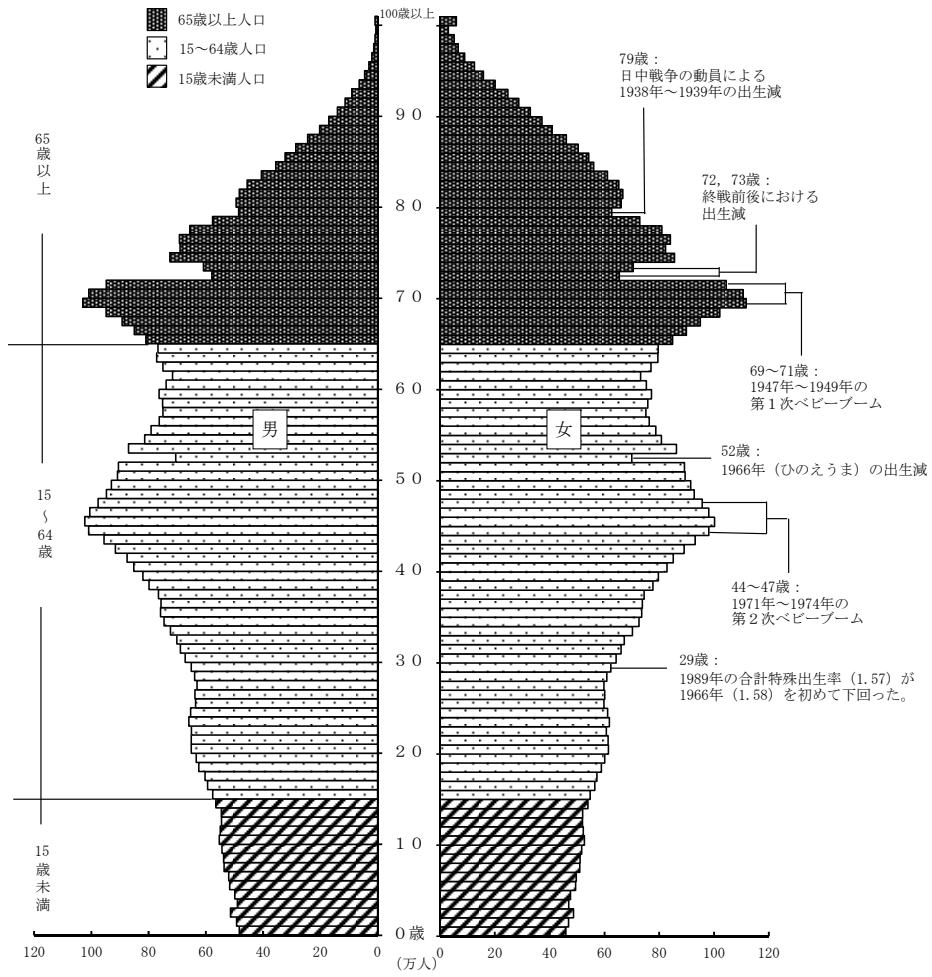 65歳以上人口
15～64歳人口
15歳未満人口
100歳以上
９０
８０
７０
６０
５０
４０
３０
２０
１０
０歳
65歳以上
15～64歳
15歳未満
男
女
79歳：
日中戦争の動員による
1938年～1939年の出生減
72，73歳：
終戦前後における
出生減
69～71歳：
1947年～1949年の
第１次ベビーブーム
52歳：
1966年（ひのえうま）の出生減
44～47歳：
1971年～1974年の
第２次ベビーブーム
29歳：
1989年の合計特殊出生率（1.57）が
1966年（1.58）を初めて下回った。
120 100 80 60 40 20 0
0 20 40 60 80 100 120
（万人）